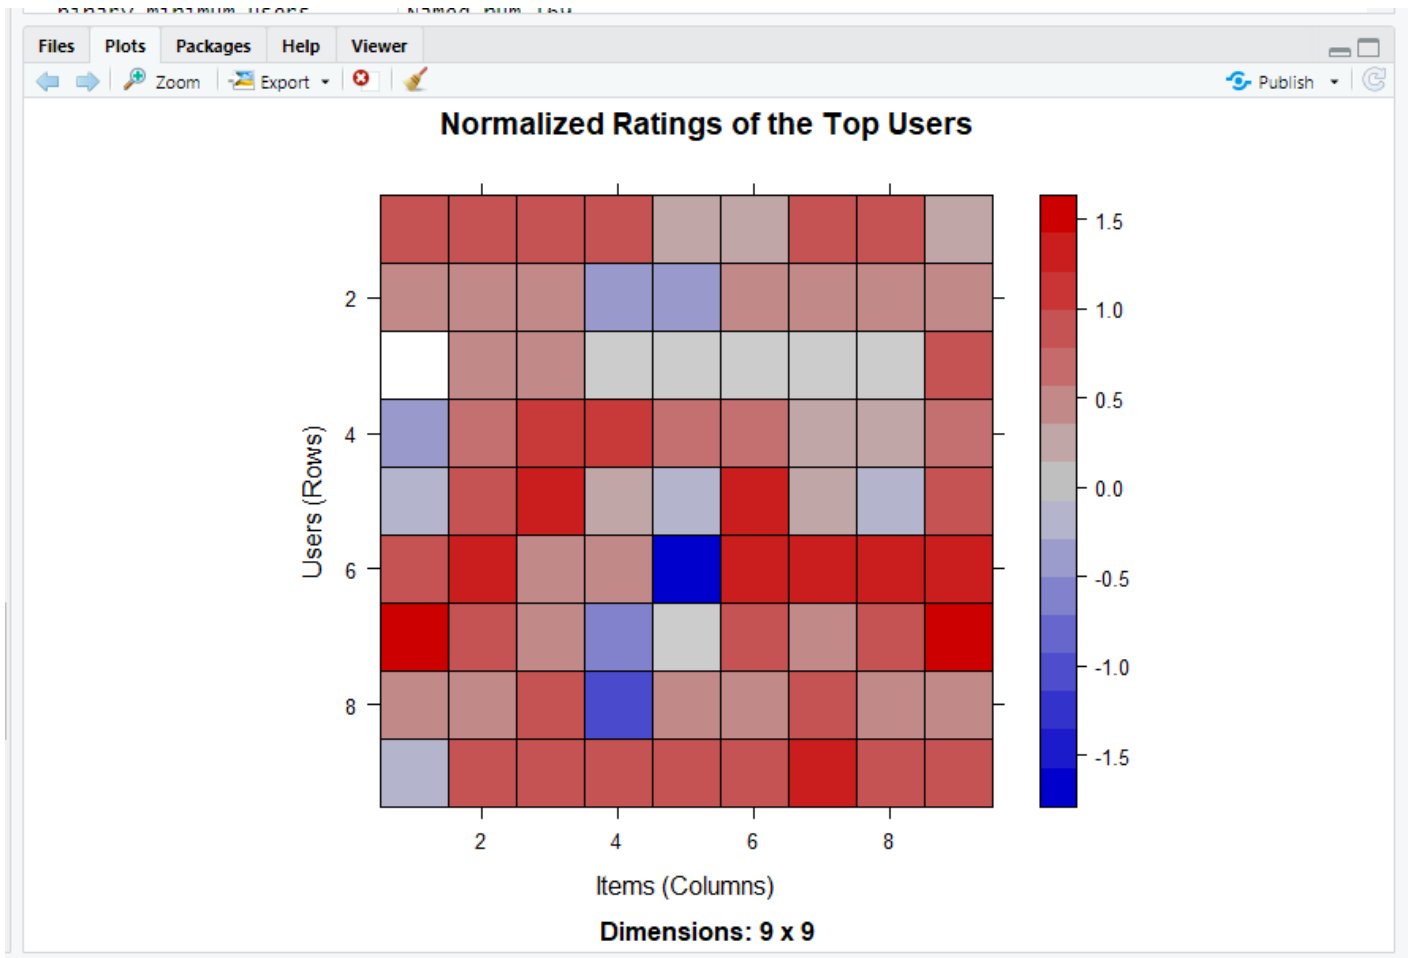 Files Plots Packages Help Viewer
Zoom Export Publish
Normalized Ratings of the Top Users
1.5
1.0
0.5
0.0
-0.5
-1.0
-1.5
2
4
6
8
Users (Rows)
2 4 6 8
Items (Columns)
Dimensions: 9 x 9